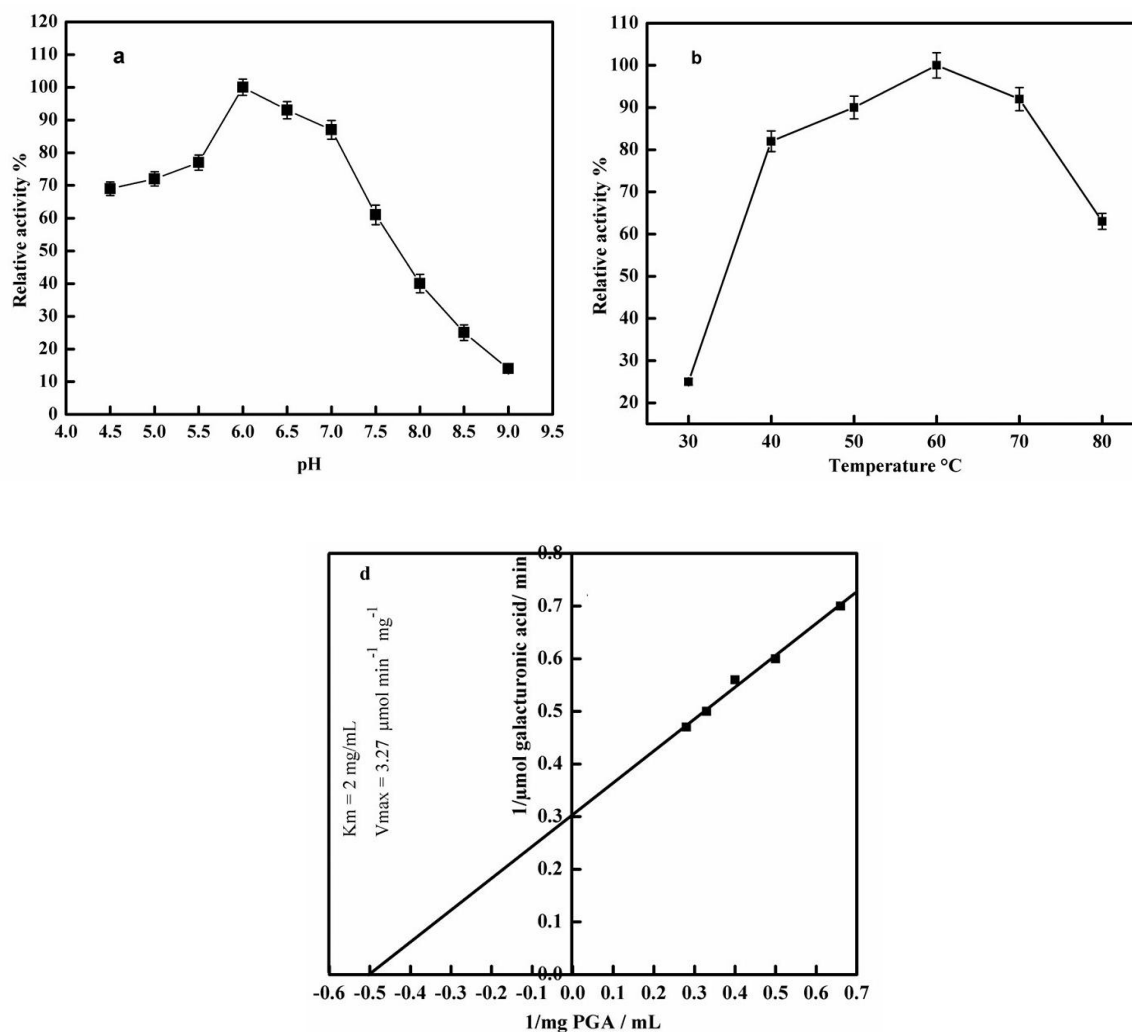 a
120
110
100
90
80
70
60
50
40
30
20
10
0
Relative activity %
4.0 4.5 5.0 5.5 6.0 6.5 7.0 7.5 8.0 8.5 9.0 9.5
pH
b
110
100
90
80
70
60
50
40
30
20
Relative activity %
30 40 50 60 70 80
Temperature °C
d
Km = 2 mg/mL
Vmax = 3.27 µmol min-1 mg-1
1/µmol galacturonic acid/ min
0.8
0.7
0.6
0.5
0.4
0.3
0.2
0.1
0.0
-0.6 -0.5 -0.4 -0.3 -0.2 -0.1 0.0 0.1 0.2 0.3 0.4 0.5 0.6 0.7
1/mg PGA / mL